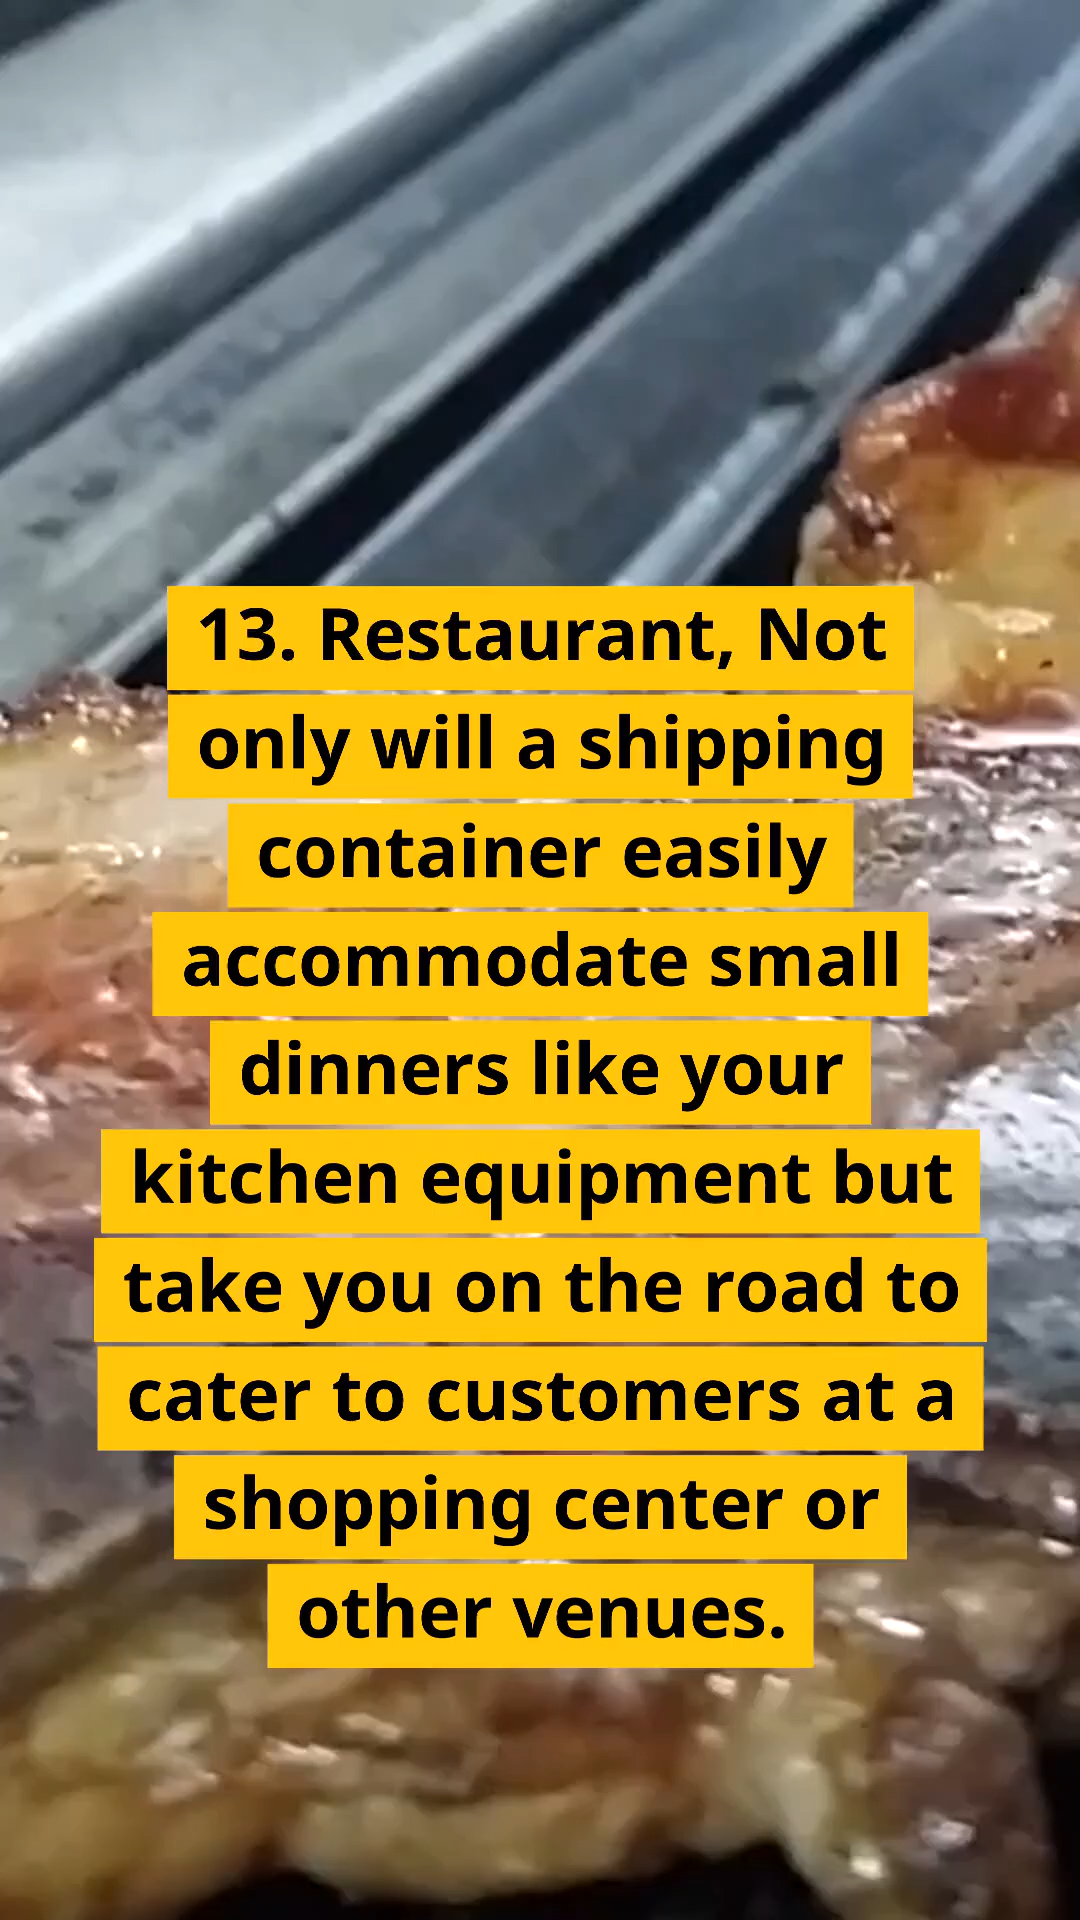 13. Restaurant, Not
only will a shipping
container easily
accommodate small
dinners like your
kitchen equipment but
take you on the road to
cater to customers at a
shopping center or
other venues.